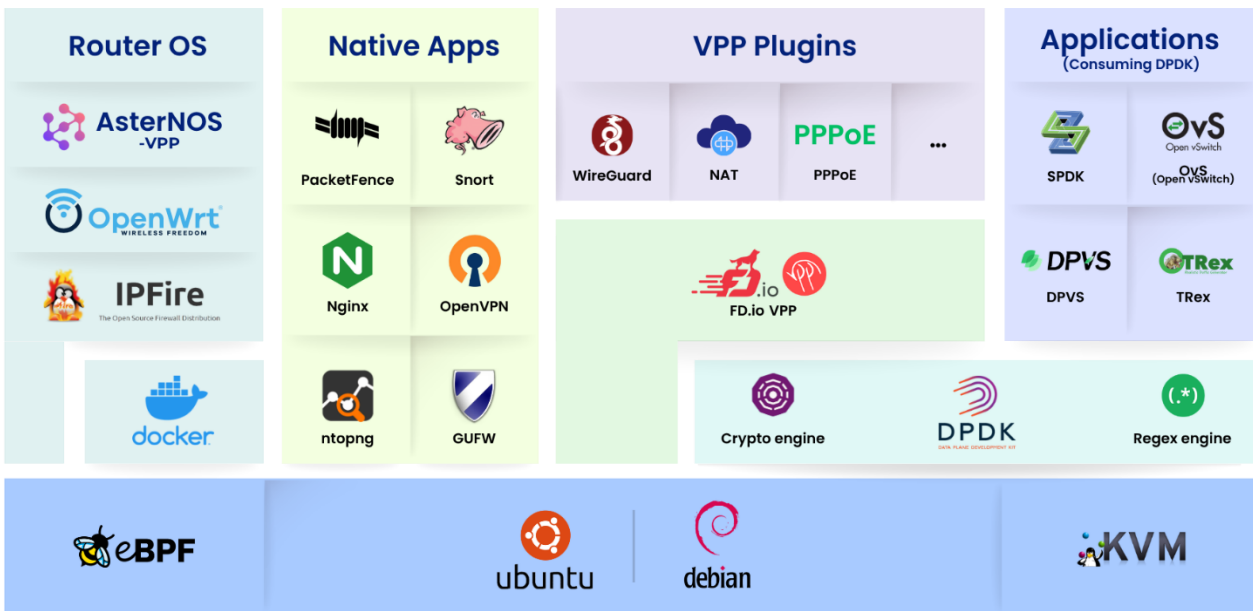 Router OS
AsterNOS
-VPP
OpenWrt
WIRELESS FREEDOM
IPFire
The Open Source Firewall Distribution
docker
Native Apps
PacketFence
Snort
N
Nginx
OpenVPN
ntopng
GUFW
VPP Plugins
WireGuard
NAT
PPPoE
PPPoE
...
FD.io
VPP
FD.io VPP
Applications
(Consuming DPDK)
SPDK
OvS
Open vSwitch
OvS
(Open vSwitch)
DPVS
DPVS
TRex
TRex
Crypto engine
DPDK
DATA PLANE DEVELOPMENT KIT
(.*)
Regex engine
eBPF
ubuntu
debian
KVM